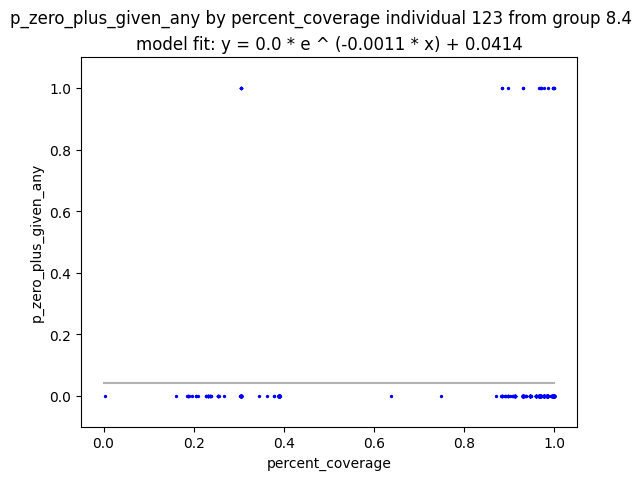 p_zero_plus_given_any by percent_coverage individual 123 from group 8.4
model fit: y = 0.0 * e ^ (-0.0011 * x) + 0.0414
p_zero_plus_given_any
1.0
0.8
0.6
0.4
0.2
0.0
0.0 0.2 0.4 0.6 0.8 1.0
percent_coverage